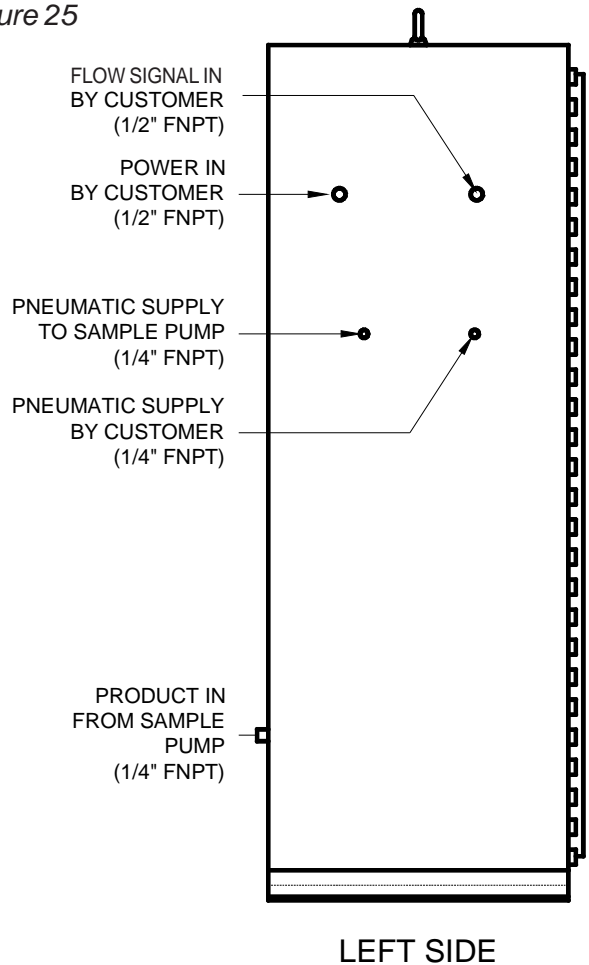 ure 25
FLOW SIGNAL IN
BY CUSTOMER
(1/2" FNPT)
POWER IN
BY CUSTOMER
(1/2" FNPT)
PNEUMATIC SUPPLY
TO SAMPLE PUMP
(1/4" FNPT)
PNEUMATIC SUPPLY
BY CUSTOMER
(1/4" FNPT)
PRODUCT IN
FROM SAMPLE
PUMP
(1/4" FNPT)
LEFT SIDE